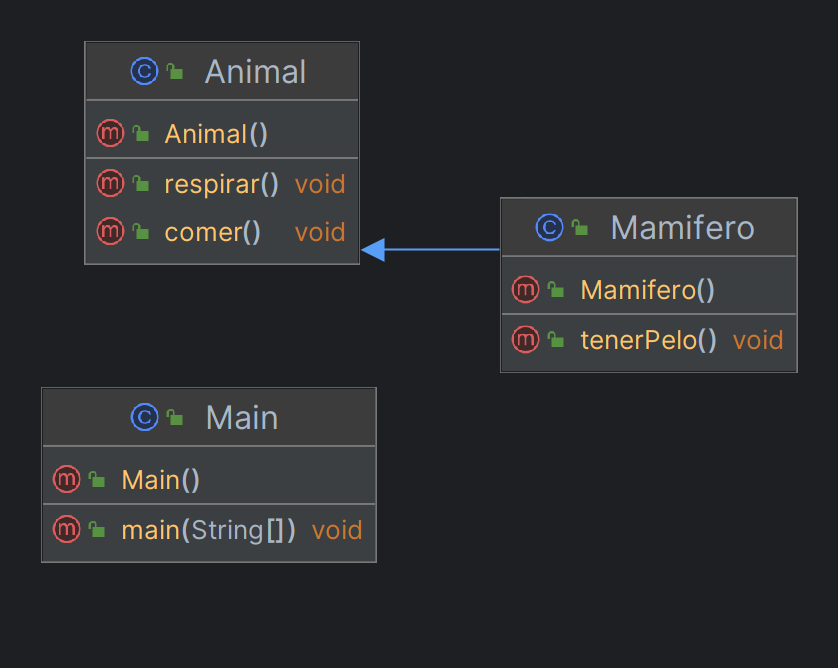 Animal
Animal()
respirar() void
comer() void
Mamifero
Mamifero()
tenerPelo() void
Main
Main()
main(String[]) void